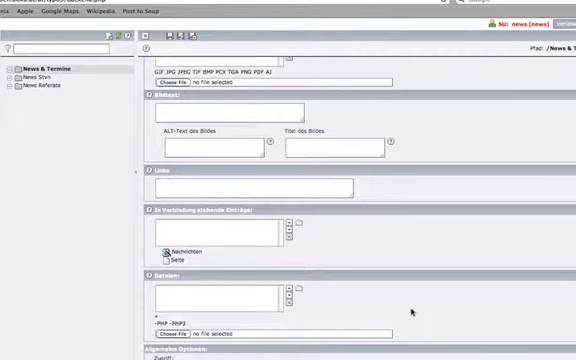 Apple Google Maps Wikipedia Post to Soup
SU: news [news]
Pfad: /News & T
News & Termine
News Stvn
News Referate
GIF JPG JPEG TIF BMP PCX TGA PNG PDF AI
Choose File no file selected
Bildtext:
ALT-Text des Bildes
Titel des Bildes
Links
In Verbindung stehende Einträge:
Nachrichten
Seite
Dateien:
*
-PHP -PHP3
Choose File no file selected
Allgemeine Optionen:
Zugriff: